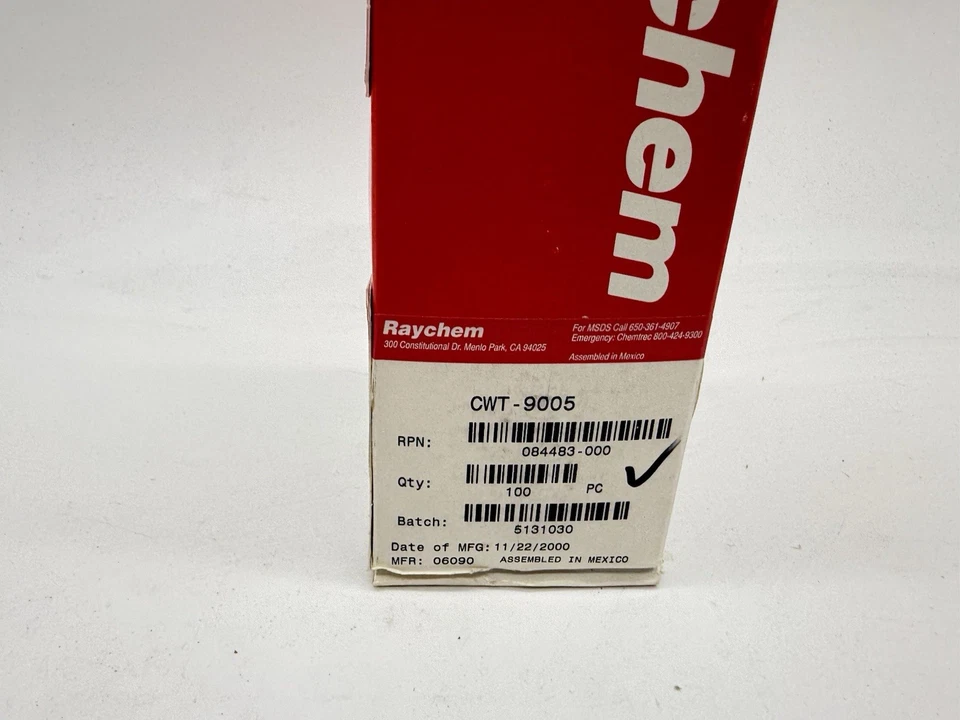 chem
Raychem
300 Constitutional Dr. Menlo Park, CA 94025
For MSDS Call 650-361-4907
Emergency: Chemtrec 800-424-9300
Assembled in Mexico
CWT-9005
RPN:
084483-000
Qty:
100 PC
Batch:
5131030
Date of MFG: 11/22/2000
MFR: 06090 ASSEMBLED IN MEXICO